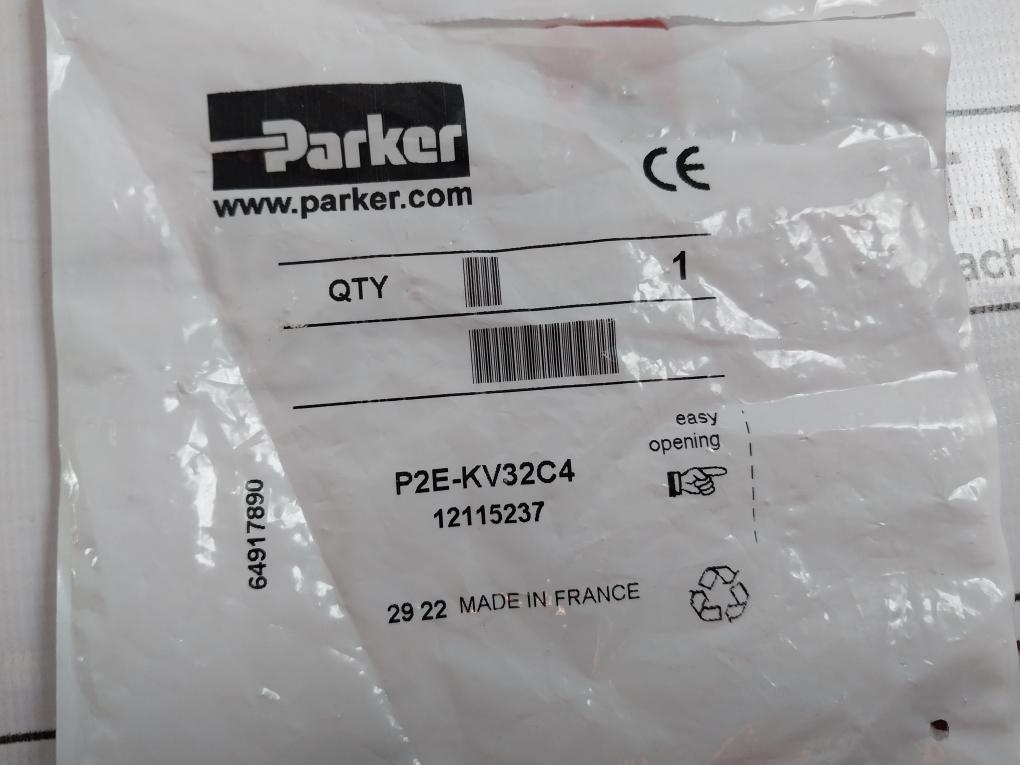 Parker
www.parker.com
CE
QTY 1
easy
opening
P2E-KV32C4
12115237
64917890
29 22 MADE IN FRANCE